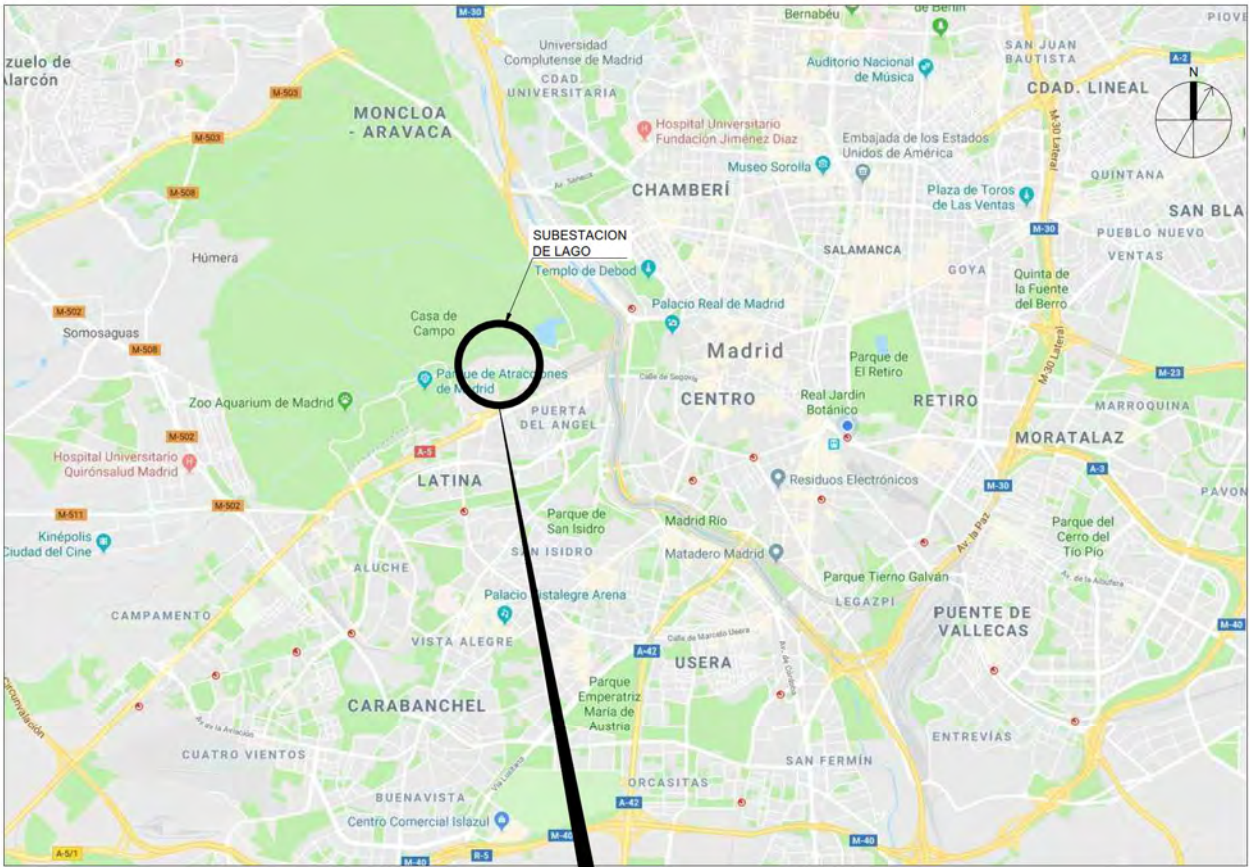 M-30
Bernabéu
de Berlín
PIOVE
Universidad
Complutense de Madrid
CDAD.
UNIVERSITARIA
Auditorio Nacional
de Música
SAN JUAN
BAUTISTA
A-2
zuelo de
Alarcón
M-503
CDAD. LINEAL
N
MONCLOA
- ARAVACA
M-503
Hospital Universitario
Fundación Jiménez Díaz
Embajada de los Estados
Unidos de América
M-30 Lateral
Museo Sorolla
QUINTANA
M-508
Av. Séneca
CHAMBERÍ
Plaza de Toros
de Las Ventas
SAN BLA
M-30
PUEBLO NUEVO
SUBESTACION
DE LAGO
SALAMANCA
VENTAS
Húmera
Templo de Debod
GOYA
Quinta de
la Fuente
del Berro
Palacio Real de Madrid
M-502
Casa de
Campo
Somosaguas
M-508
Madrid
Parque de
El Retiro
M-30 Lateral
M-23
Parque de Atracciones
de Madrid
Calle de Segovia
Zoo Aquarium de Madrid
CENTRO
Real Jardín
Botánico
RETIRO
MARROQUINA
PUERTA
DEL ANGEL
M-502
MORATALAZ
A-5
Hospital Universitario
Quirónsalud Madrid
A-3
LATINA
Residuos Electrónicos
M-30
PAVON
M-502
M-511
Parque de
San Isidro
Madrid Río
Parque del
Cerro del
Tío Pío
Kinépolis
Ciudad del Cine
Av. la Paz
SAN ISIDRO
Matadero Madrid
ALUCHE
Parque Tierno Galván
Av. de la Albufera
Palacio Vistalegre Arena
LEGAZPI
CAMPAMENTO
PUENTE DE
VALLECAS
M-40
VISTA ALEGRE
Calle de Marcelo Usera
A-42
USERA
Av. de Córdoba
Parque
Emperatriz
María de
Austria
Circunvalación
CARABANCHEL
Av de la Aviación
ENTREVÍAS
CUATRO VIENTOS
SAN FERMÍN
Vía Lusitana
ORCASITAS
BUENAVISTA
A-42
Centro Comercial Islazul
M-40
M-40
A-5/1
M-40
R-5